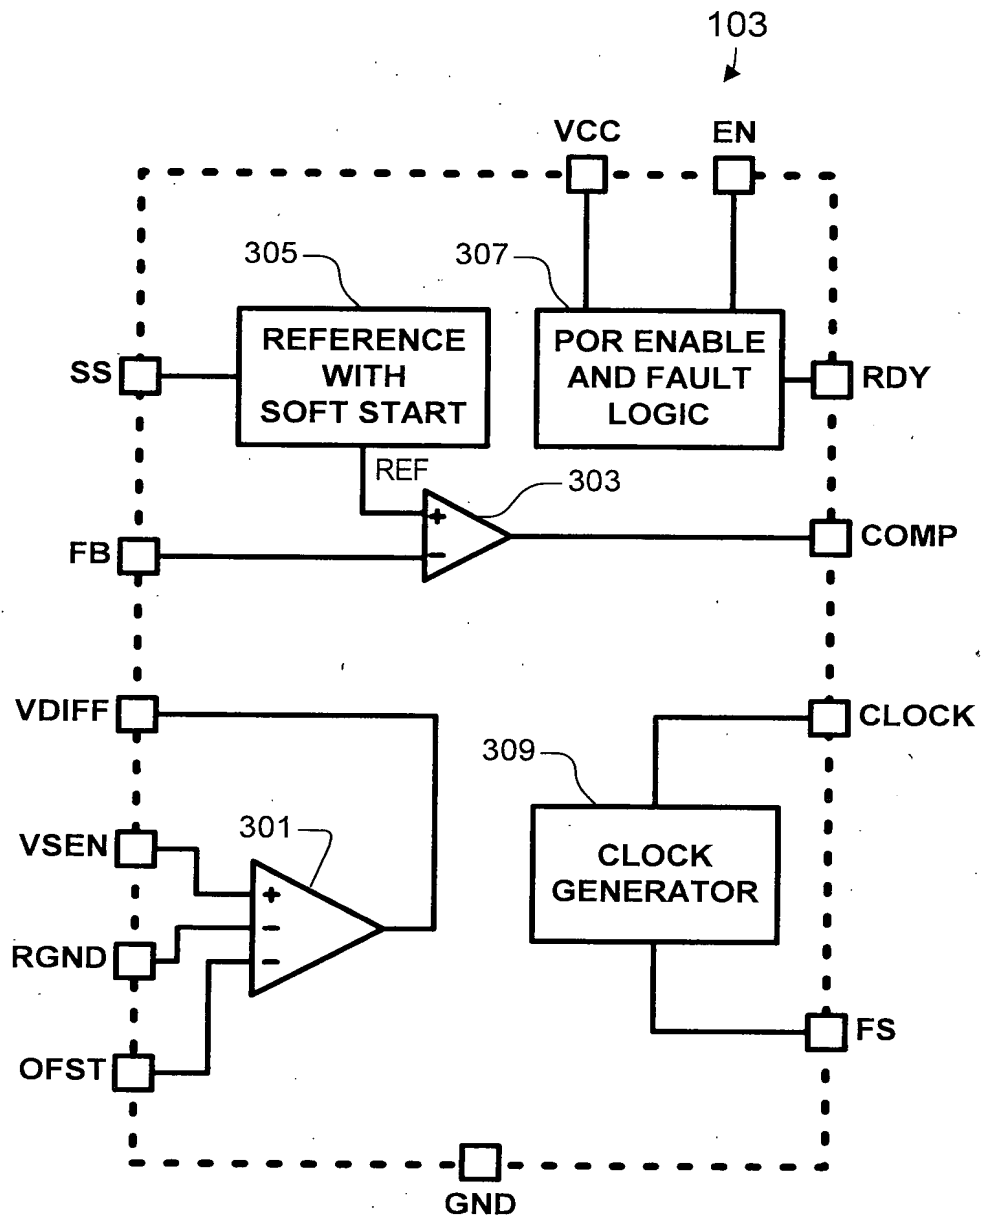 103
VCC
EN
305
307
REFERENCE
WITH
SOFT START
POR ENABLE
AND FAULT
LOGIC
SS
RDY
REF
303
+
−
FB
COMP
VDIFF
CLOCK
309
301
VSEN
CLOCK
GENERATOR
+
−
−
RGND
FS
OFST
GND